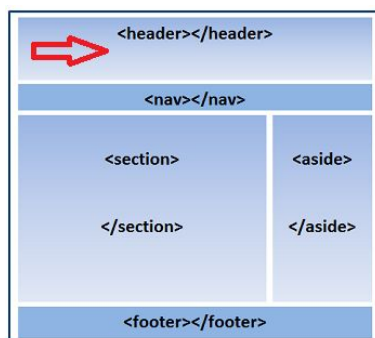 <header></header>
<nav></nav>
<section>
<aside>
</section>
</aside>
<footer></footer>